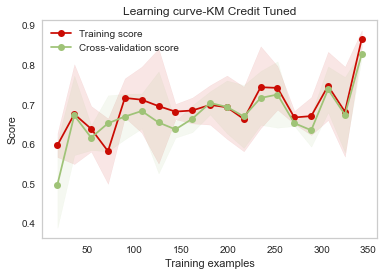 Learning curve-KM Credit Tuned
Training score
Cross-validation score
Score
0.9
0.8
0.7
0.6
0.5
0.4
50 100 150 200 250 300 350
Training examples